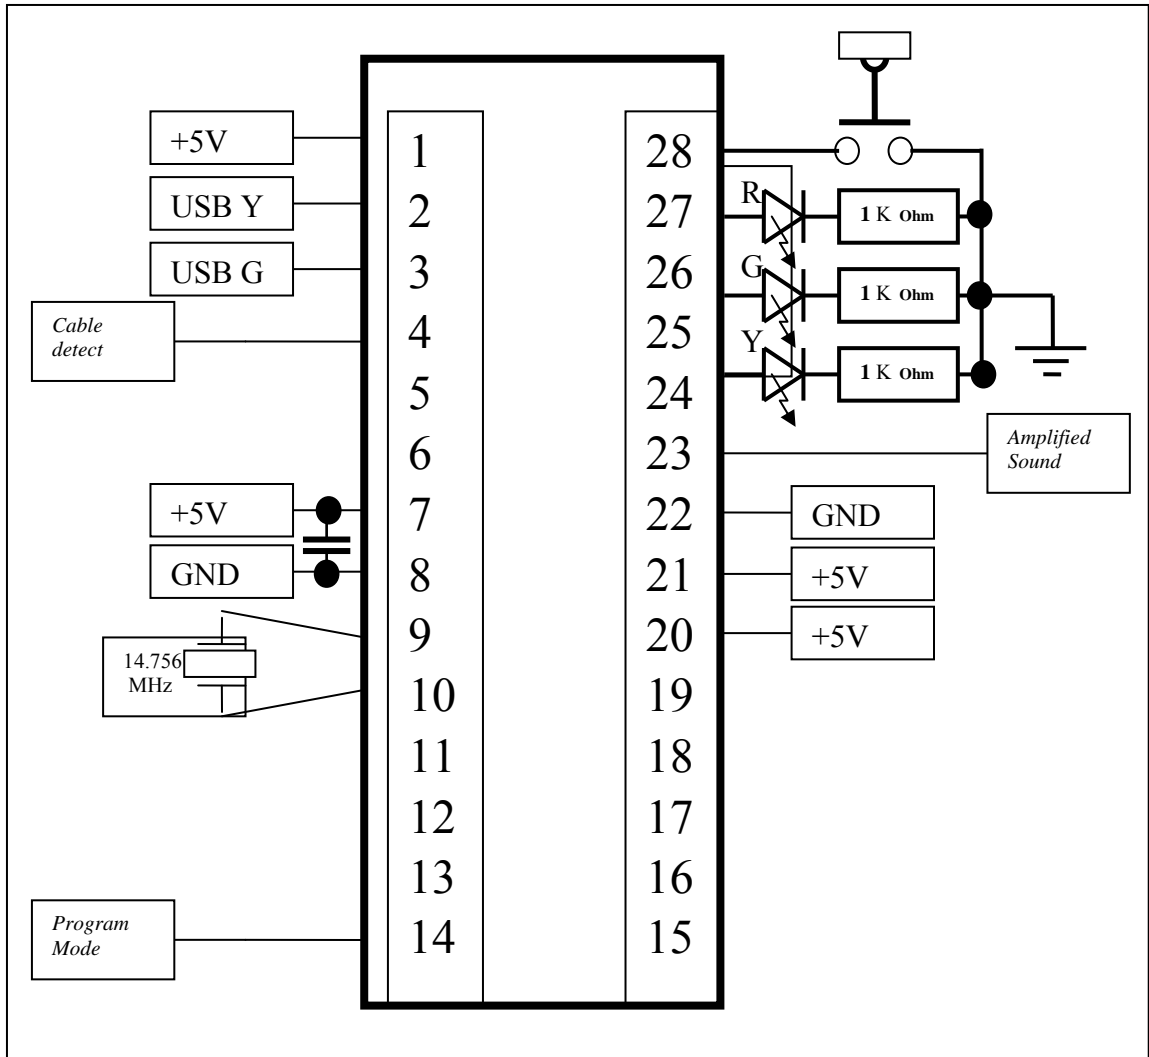 +5V
USB Y
USB G
Cable
detect
+5V
GND
14.756
MHz
Program
Mode
1
2
3
4
5
6
7
8
9
10
11
12
13
14
28
27
26
25
24
23
22
21
20
19
18
17
16
15
R
1 K Ohm
G
1 K Ohm
Y
1 K Ohm
Amplified
Sound
GND
+5V
+5V